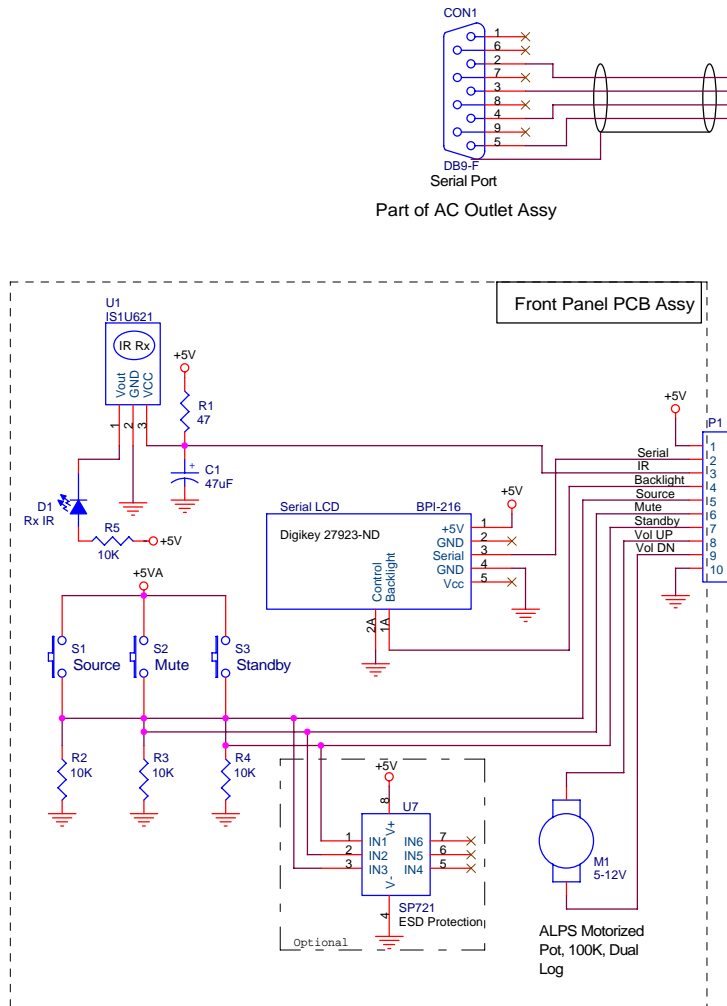 CON1
1
6
2
7
3
8
4
9
5
DB9-F
Serial Port
Part of AC Outlet Assy
Front Panel PCB Assy
U1
IS1U621
IR Rx
Vout
GND
VCC
1
2
3
+5V
R1
47
C1
+
47uF
D1
Rx IR
R5
10K
+5V
+5V
P1
1
2
3
4
5
6
7
8
9
10
Serial
IR
Backlight
Source
Mute
Standby
Vol UP
Vol DN
Serial LCD
BPI-216
Digikey 27923-ND
+5V
GND
Serial
GND
Vcc
1
2
3
4
5
+5V
Control
Backlight
2A
1A
+5VA
S1
Source
S2
Mute
S3
Standby
R2
10K
R3
10K
R4
10K
+5V
8
U7
V+
1
2
3
IN1
IN2
IN3
IN6
IN5
IN4
7
6
5
V-
4
SP721
ESD Protection
Optional
M1
5-12V
ALPS Motorized
Pot, 100K, Dual
Log